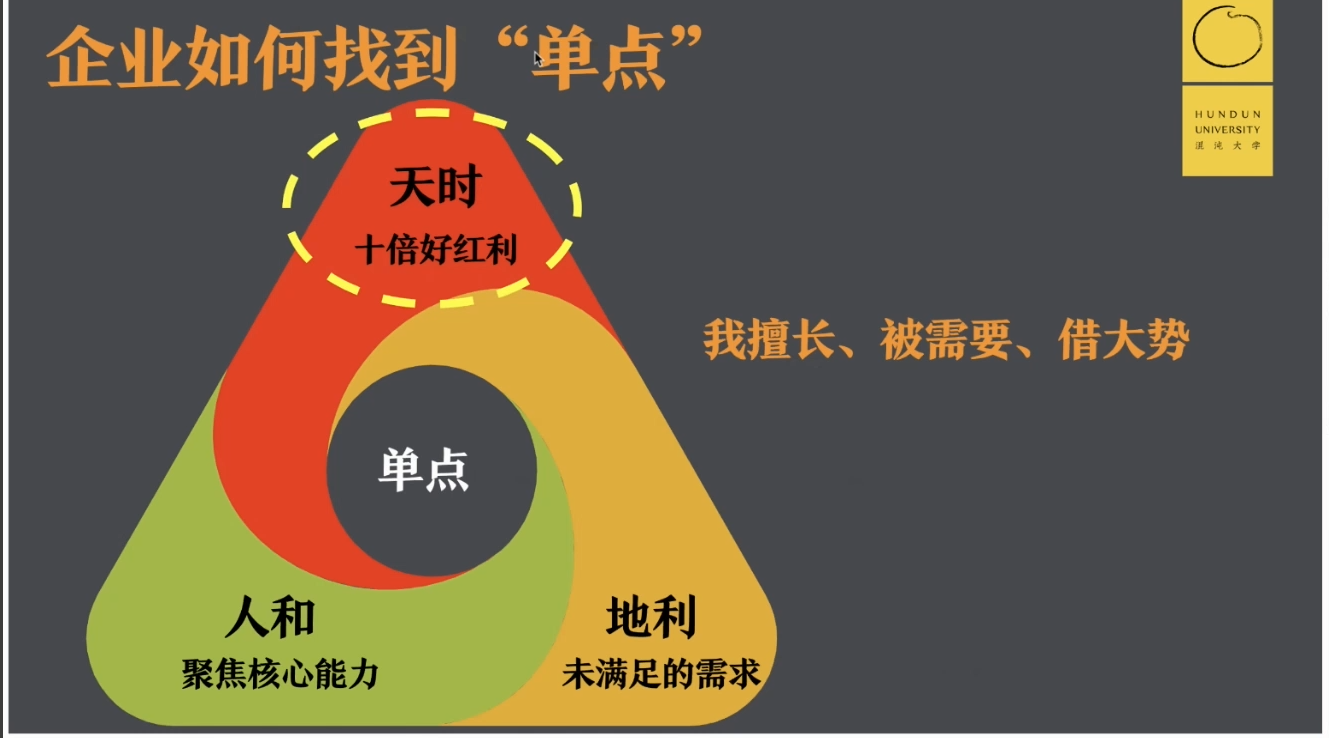 企业如何找到“单点”
HUNDUN
UNIVERSITY
混沌大学
天时
十倍好红利
我擅长、被需要、借大势
单点
人和
聚焦核心能力
地利
未满足的需求